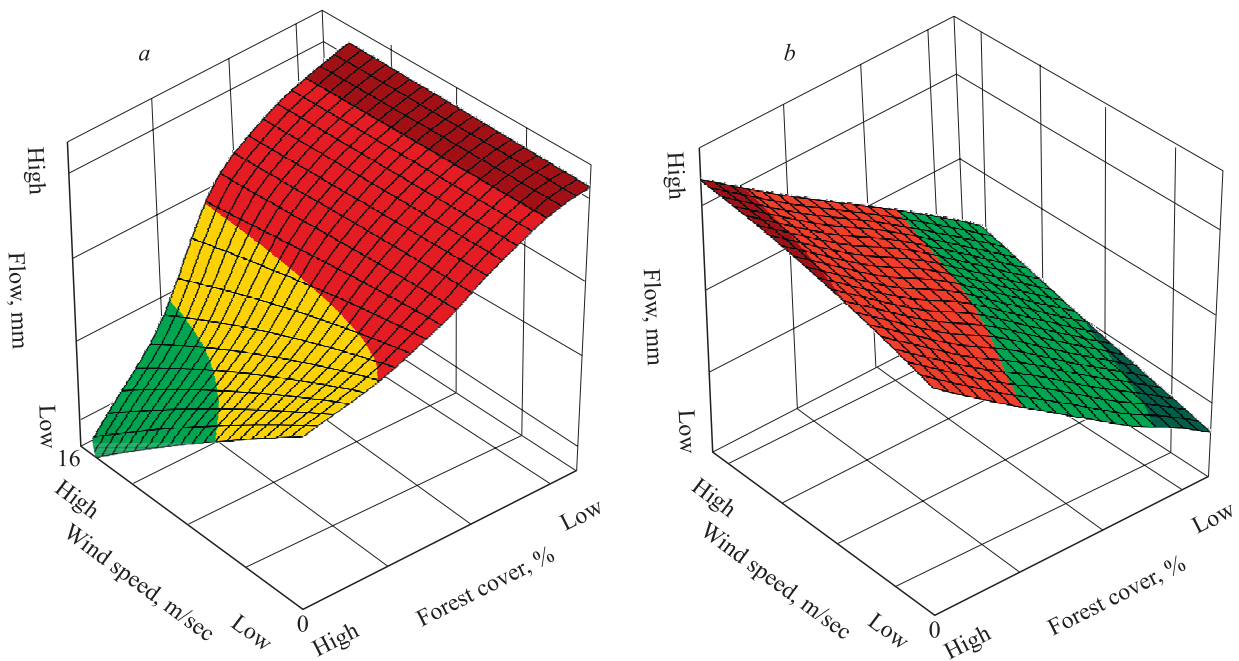 a
High
Flow, mm
Low
16
High
Wind speed, m/sec
Low
0
High
Forest cover, %
Low
b
High
Flow, mm
Low
High
Wind speed, m/sec
Low
0
High
Forest cover, %
Low